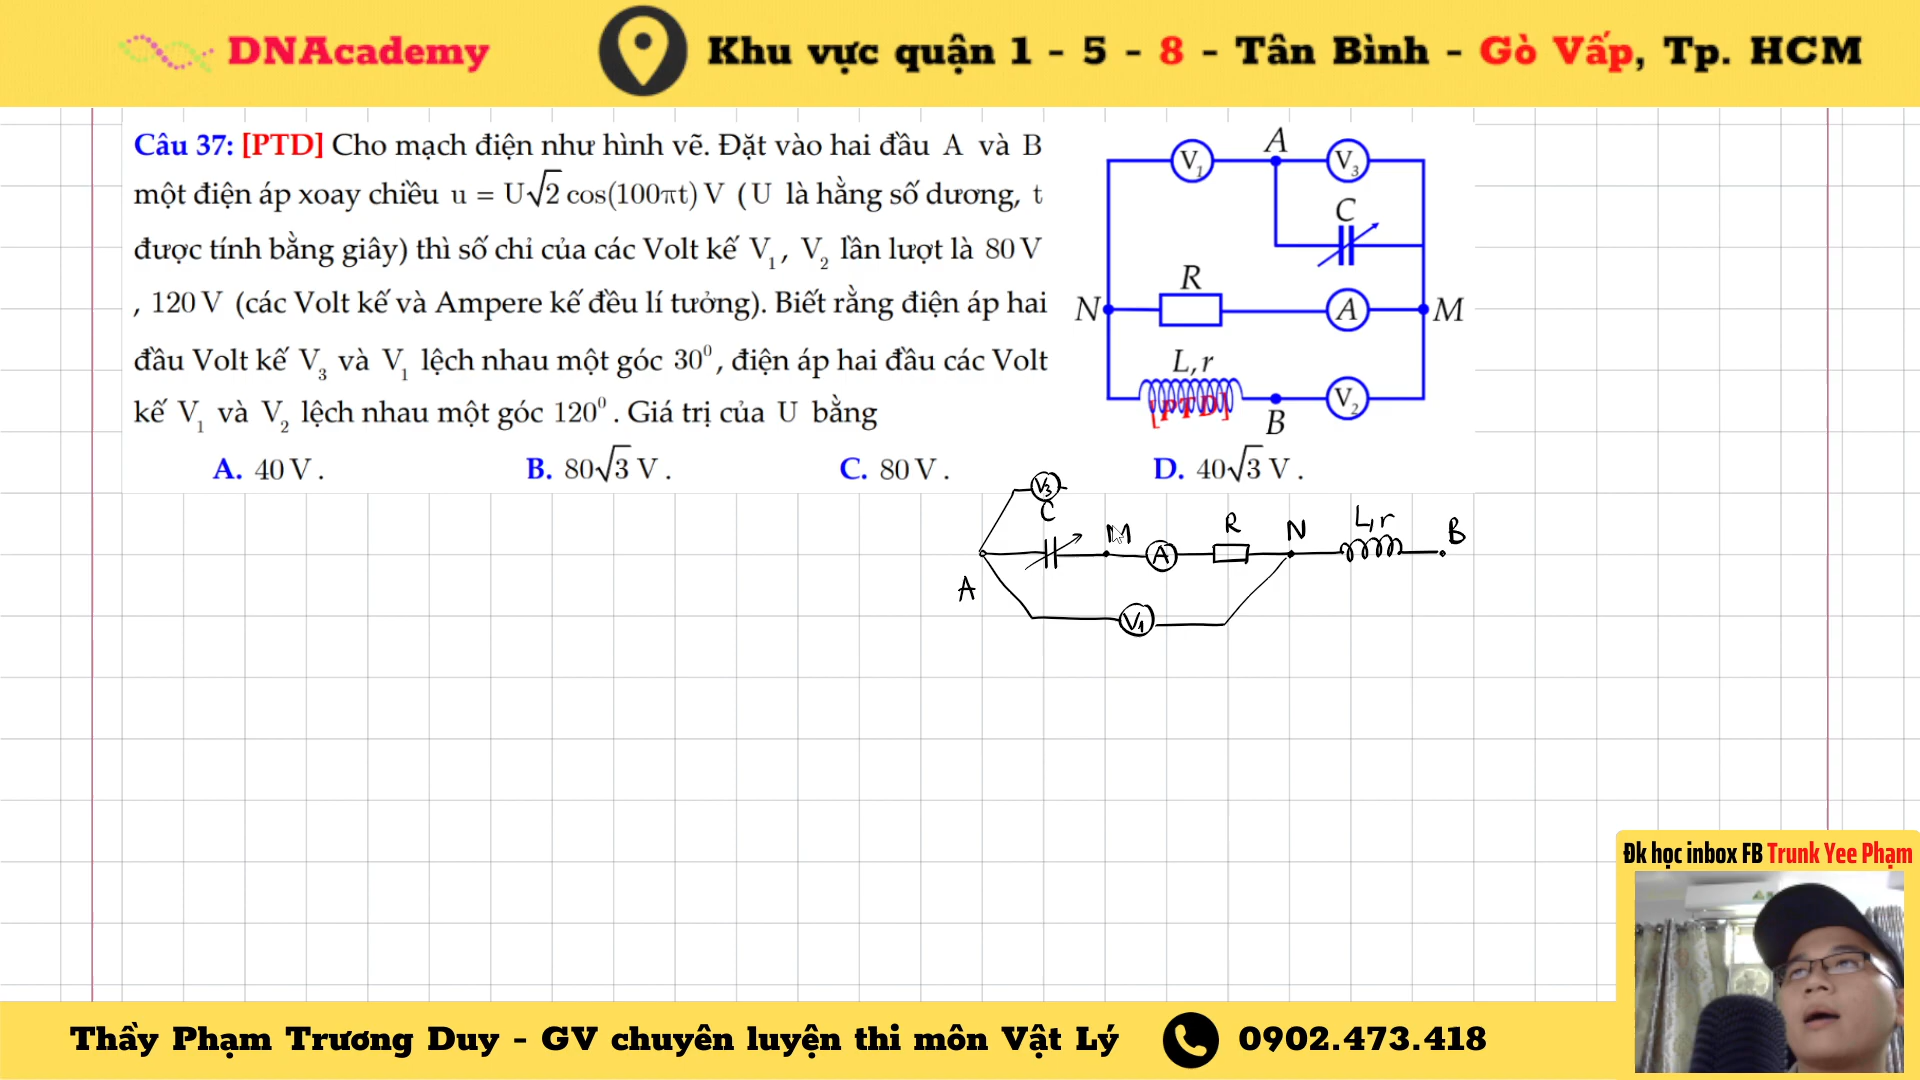 DNAcademy
Khu vực quận 1 - 5 - 8 - Tân Bình - Gò Vấp, Tp. HCM
Câu 37: [PTD] Cho mạch điện như hình vẽ. Đặt vào hai đầu A và B
một điện áp xoay chiều u = U√2 cos(100πt) V (U là hằng số dương, t
được tính bằng giây) thì số chỉ của các Volt kế V₁, V₂ lần lượt là 80 V
, 120 V (các Volt kế và Ampere kế đều lí tưởng). Biết rằng điện áp hai
đầu Volt kế V₃ và V₁ lệch nhau một góc 30⁰, điện áp hai đầu các Volt
kế V₁ và V₂ lệch nhau một góc 120⁰. Giá trị của U bằng
A. 40 V.
B. 80√3 V.
C. 80 V.
D. 40√3 V.
V₁
A
V₃
C
R
N
A
M
L,r
[PTD]
B
V₂
V3
C
M
R
N
L,r
B
A
A
V1
Đk học inbox FB Trunk Yee Phạm
Thầy Phạm Trương Duy - GV chuyên luyện thi môn Vật Lý
0902.473.418